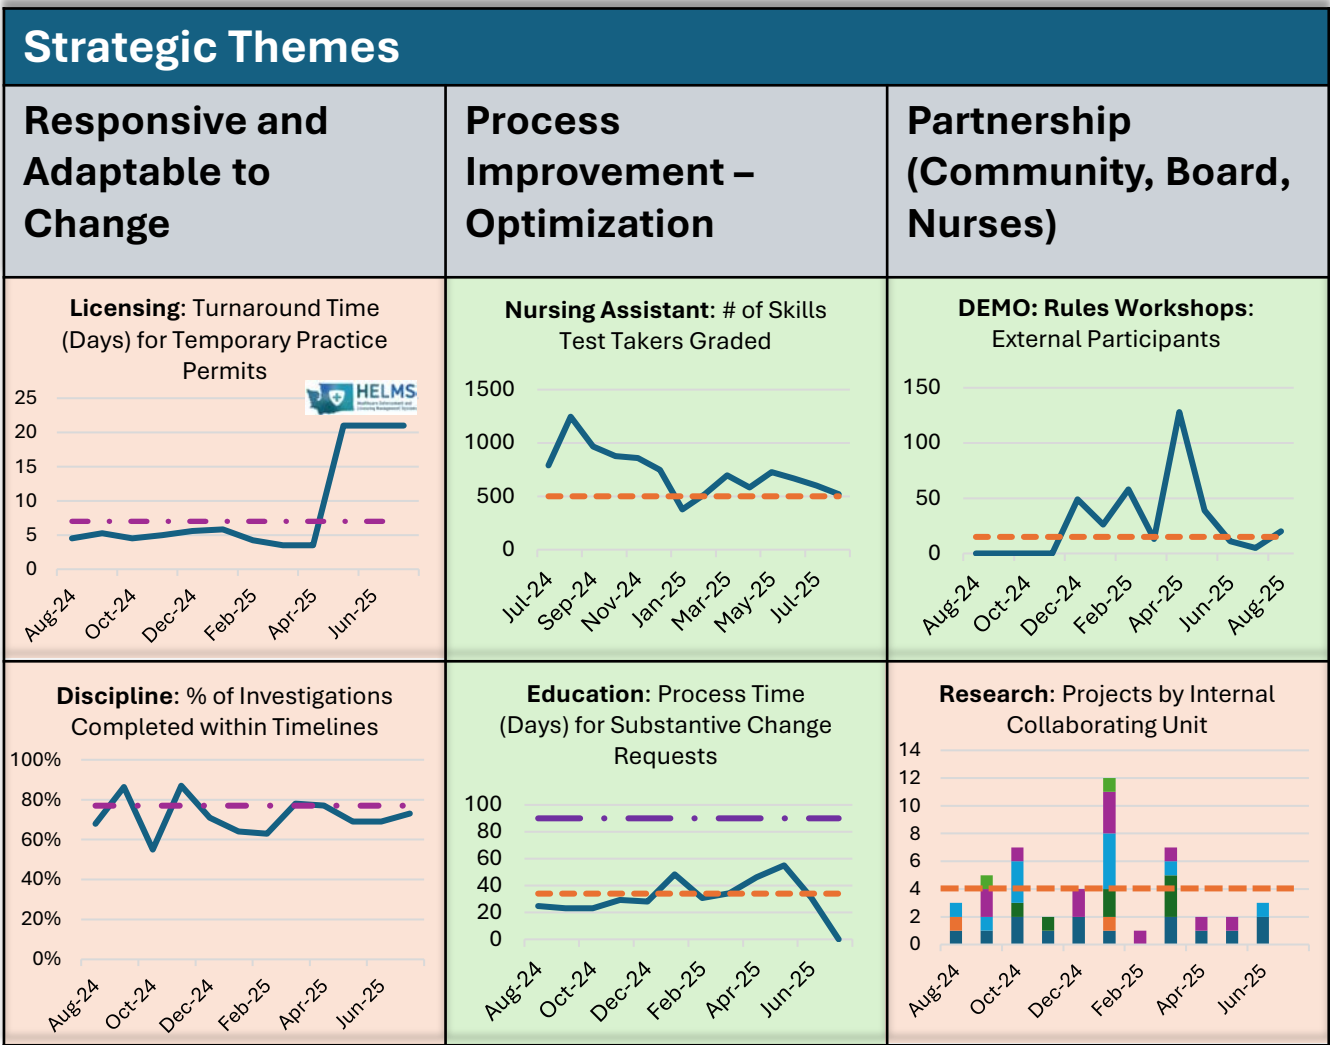 Strategic Themes
Responsive and
Adaptable to
Change
Process
Improvement –
Optimization
Partnership
(Community, Board,
Nurses)
Licensing: Turnaround Time
(Days) for Temporary Practice
Permits
HELMS
25
20
15
10
5
0
Aug-24
Oct-24
Dec-24
Feb-25
Apr-25
Jun-25
Nursing Assistant: # of Skills
Test Takers Graded
1500
1000
500
0
Jul-24
Sep-24
Nov-24
Jan-25
Mar-25
May-25
Jul-25
DEMO: Rules Workshops:
External Participants
150
100
50
0
Aug-24
Oct-24
Dec-24
Feb-25
Apr-25
Jun-25
Aug-25
Discipline: % of Investigations
Completed within Timelines
100%
80%
60%
40%
20%
0%
Aug-24
Oct-24
Dec-24
Feb-25
Apr-25
Jun-25
Education: Process Time
(Days) for Substantive Change
Requests
100
80
60
40
20
0
Aug-24
Oct-24
Dec-24
Feb-25
Apr-25
Jun-25
Research: Projects by Internal
Collaborating Unit
14
12
10
8
6
4
2
0
Aug-24
Oct-24
Dec-24
Feb-25
Apr-25
Jun-25